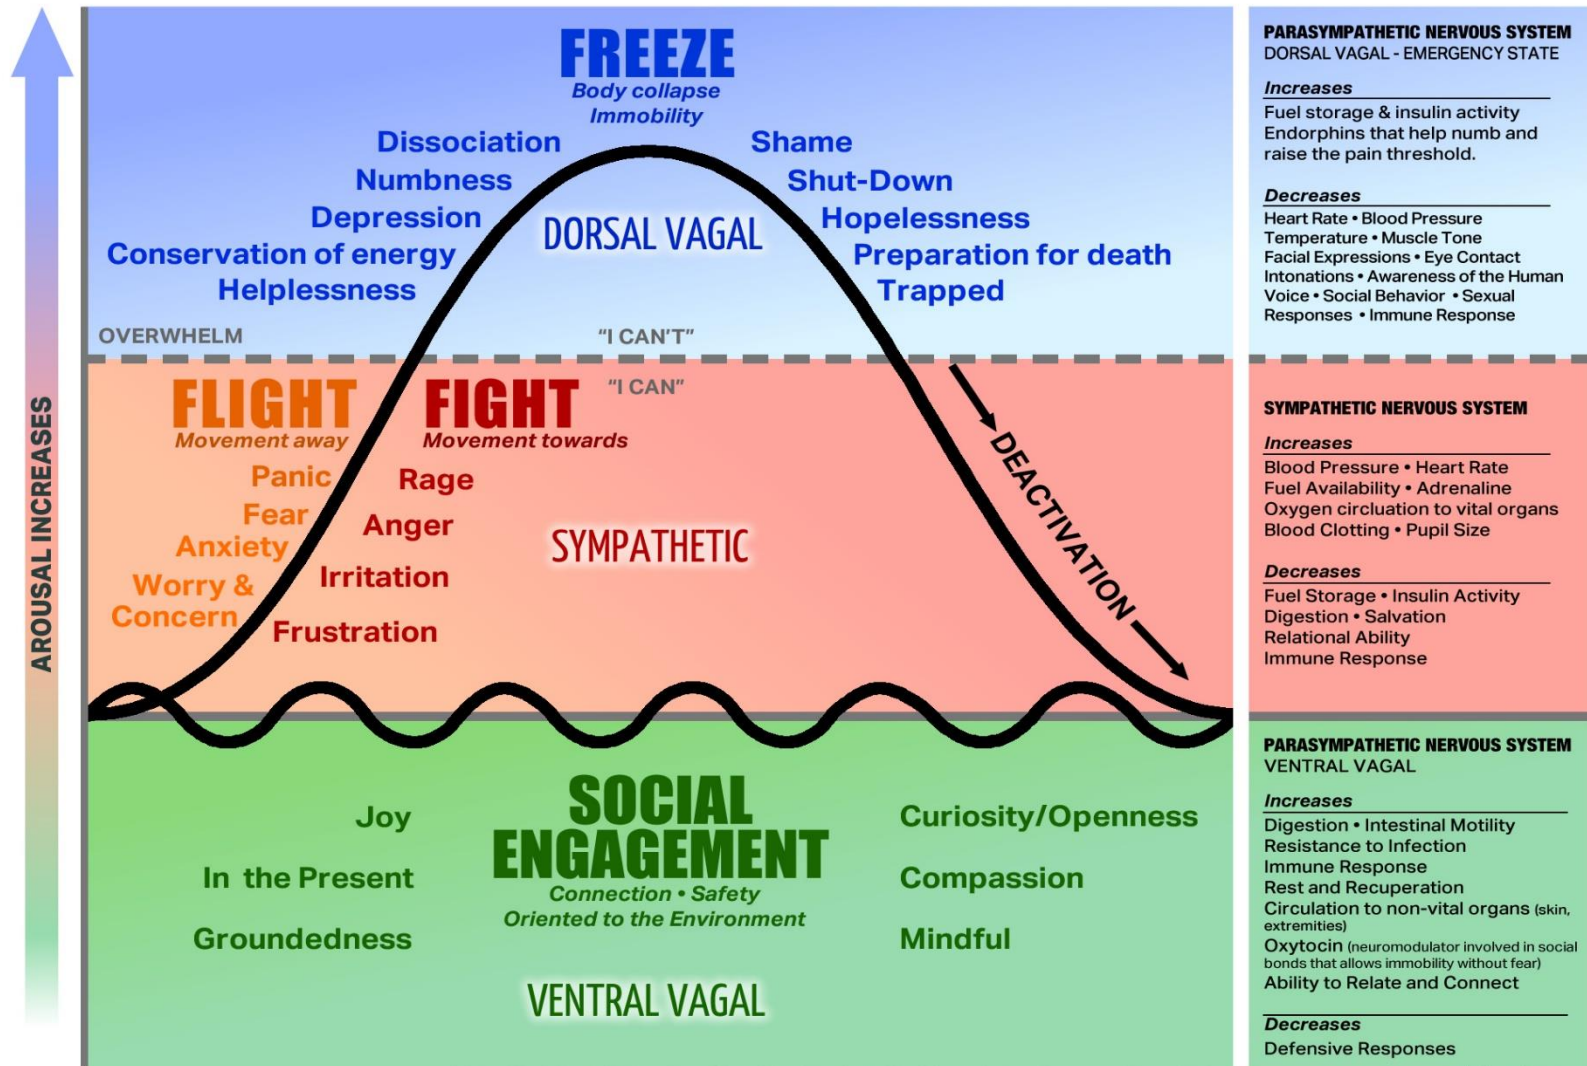 AROUSAL INCREASES
FREEZE
Body collapse
Immobility
Dissociation
Numbness
Depression
Conservation of energy
Helplessness
Shame
Shut-Down
Hopelessness
Preparation for death
Trapped
DORSAL VAGAL
OVERWHELM
"I CAN'T"
"I CAN"
FLIGHT
Movement away
Panic
Fear
Anxiety
Worry &
Concern
FIGHT
Movement towards
Rage
Anger
Irritation
Frustration
SYMPATHETIC
DEACTIVATION
SOCIAL
ENGAGEMENT
Connection • Safety
Oriented to the Environment
Joy
In the Present
Groundedness
Curiosity/Openness
Compassion
Mindful
VENTRAL VAGAL
PARASYMPATHETIC NERVOUS SYSTEM
DORSAL VAGAL - EMERGENCY STATE
Increases
Fuel storage & insulin activity
Endorphins that help numb and
raise the pain threshold.
Decreases
Heart Rate • Blood Pressure
Temperature • Muscle Tone
Facial Expressions • Eye Contact
Intonations • Awareness of the Human
Voice • Social Behavior • Sexual
Responses • Immune Response
SYMPATHETIC NERVOUS SYSTEM
Increases
Blood Pressure • Heart Rate
Fuel Availability • Adrenaline
Oxygen circluation to vital organs
Blood Clotting • Pupil Size
Decreases
Fuel Storage • Insulin Activity
Digestion • Salvation
Relational Ability
Immune Response
PARASYMPATHETIC NERVOUS SYSTEM
VENTRAL VAGAL
Increases
Digestion • Intestinal Motility
Resistance to Infection
Immune Response
Rest and Recuperation
Circulation to non-vital organs (skin,
extremities)
Oxytocin (neuromodulator involved in social
bonds that allows immobility without fear)
Ability to Relate and Connect
Decreases
Defensive Responses